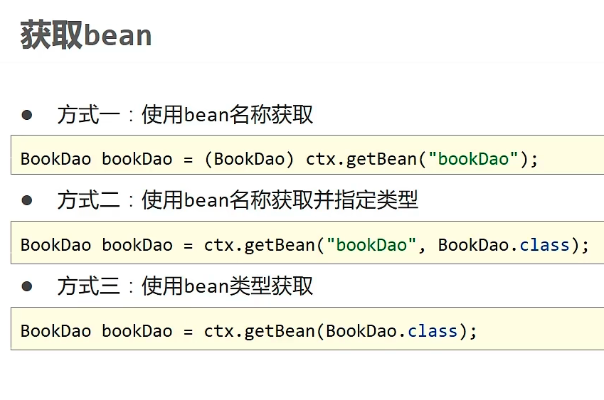 获取bean
● 方式一：使用bean名称获取
BookDao bookDao = (BookDao) ctx.getBean("bookDao");
● 方式二：使用bean名称获取并指定类型
BookDao bookDao = ctx.getBean("bookDao", BookDao.class);
● 方式三：使用bean类型获取
BookDao bookDao = ctx.getBean(BookDao.class);